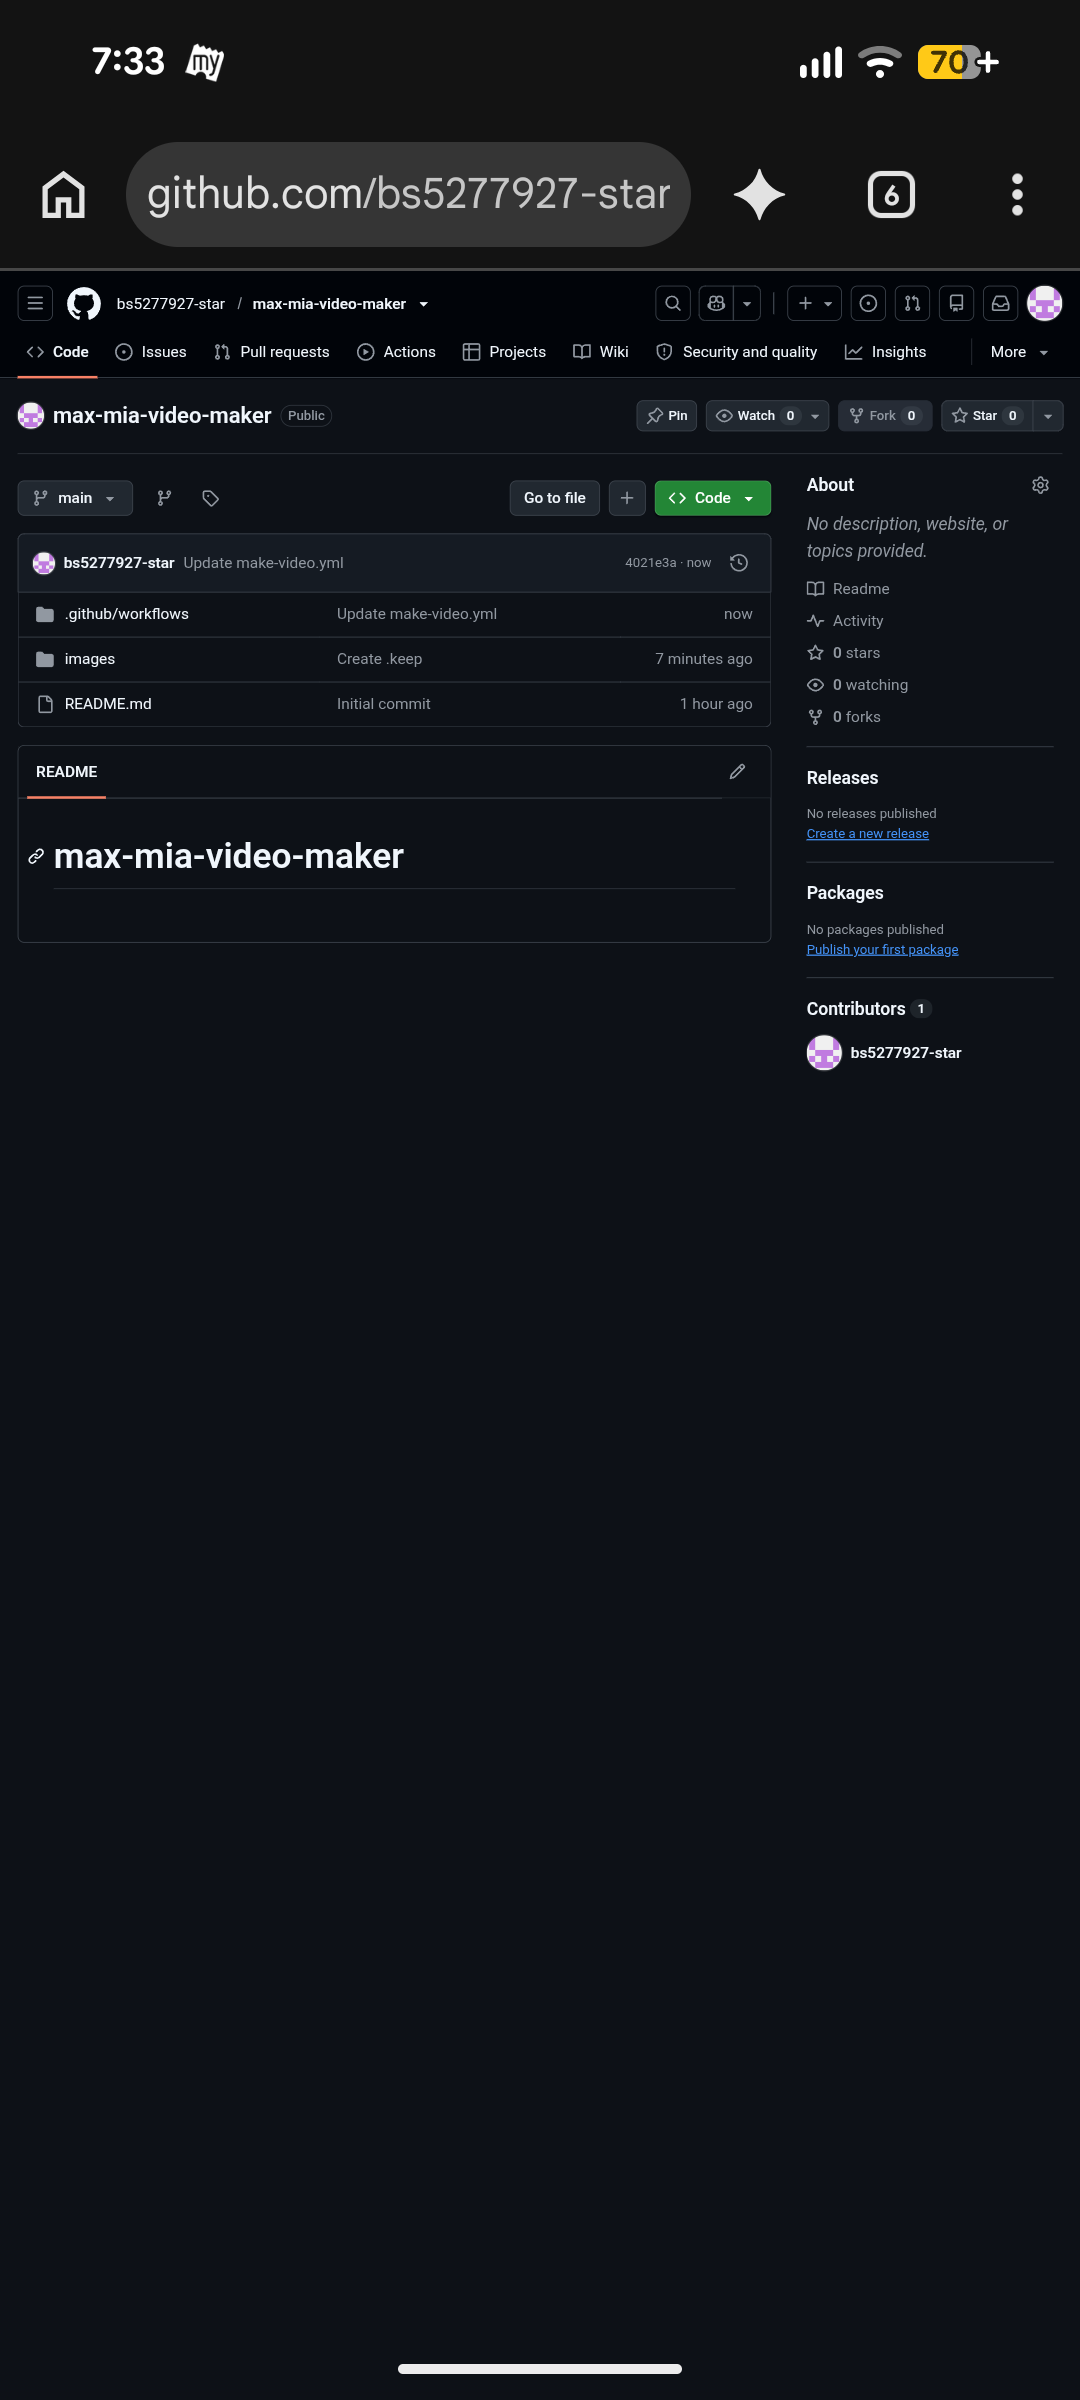 7:33 my 70+
github.com/bs5277927-star 6
bs5277927-star / max-mia-video-maker
Code Issues Pull requests Actions Projects Wiki Security and quality Insights More
max-mia-video-maker Public Pin Watch 0 Fork 0 Star 0
main Go to file Code
bs5277927-star Update make-video.yml 4021e3a · now
.github/workflows Update make-video.yml now
images Create .keep 7 minutes ago
README.md Initial commit 1 hour ago
README
max-mia-video-maker
About
No description, website, or
topics provided.
Readme
Activity
0 stars
0 watching
0 forks
Releases
No releases published
Create a new release
Packages
No packages published
Publish your first package
Contributors 1
bs5277927-star